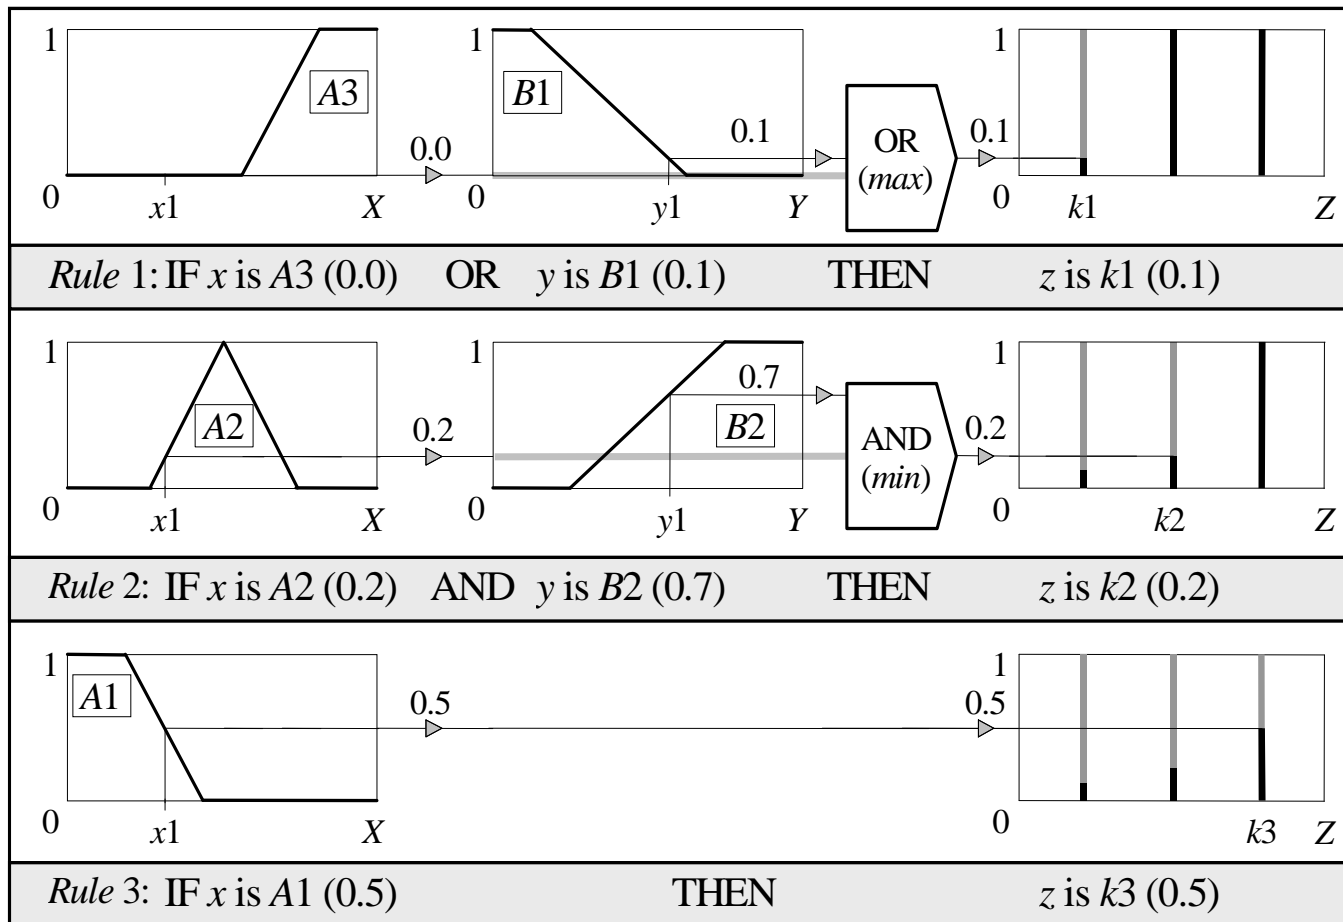 1 A3 0.0 1 B1 0.1 OR (max) 0.1 1
0 x1 X 0 y1 Y 0 k1 Z
Rule 1: IF x is A3 (0.0) OR y is B1 (0.1) THEN z is k1 (0.1)
1 A2 0.2 1 0.7 B2 AND (min) 0.2 1
0 x1 X 0 y1 Y 0 k2 Z
Rule 2: IF x is A2 (0.2) AND y is B2 (0.7) THEN z is k2 (0.2)
1 A1 0.5 0.5 1
0 x1 X 0 k3 Z
Rule 3: IF x is A1 (0.5) THEN z is k3 (0.5)